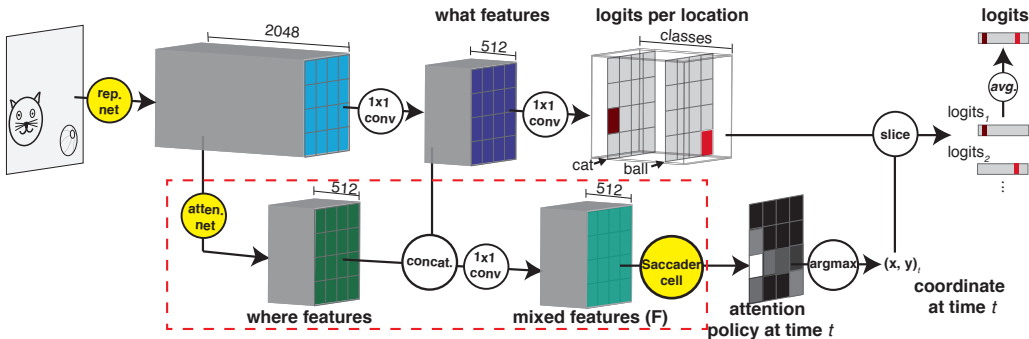 what features
logits per location
logits
2048
512
classes
rep.
net
1x1
conv
1x1
conv
avg.
slice
logits1
logits2
...
cat
ball
atten.
net
512
512
concat.
1x1
conv
Saccader
cell
argmax
(x, y)t
where features
mixed features (F)
attention
policy at time t
coordinate
at time t